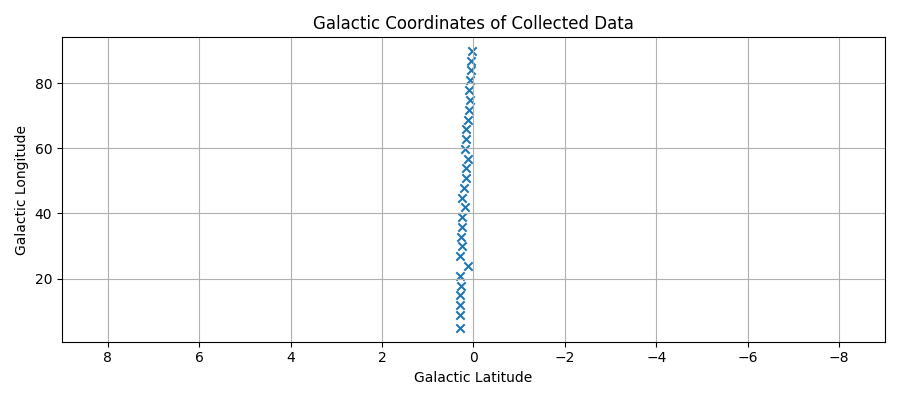 Galactic Coordinates of Collected Data
Galactic Longitude
80
60
40
20
8 6 4 2 0 −2 −4 −6 −8
Galactic Latitude